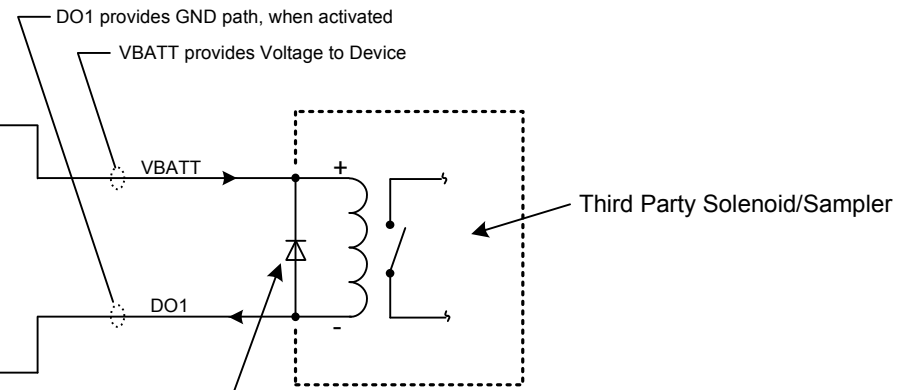 DO1 provides GND path, when activated
VBATT provides Voltage to Device
VBATT
+
Third Party Solenoid/Sampler
DO1
-